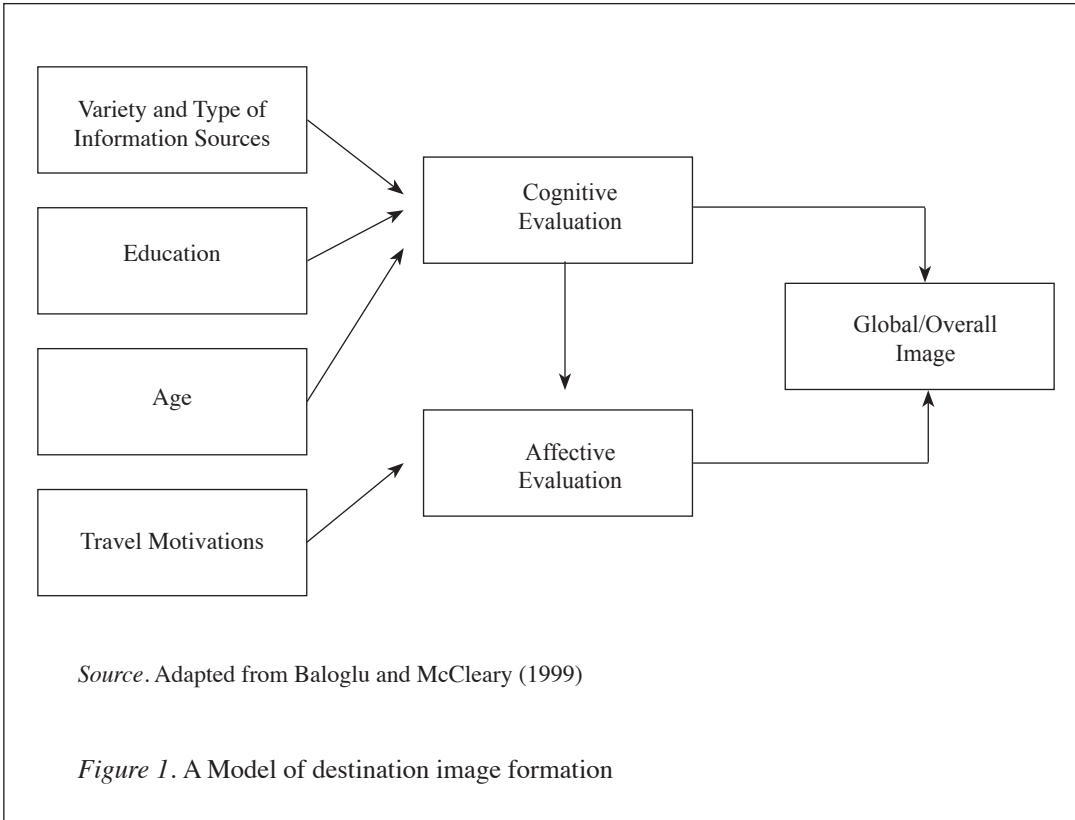 Variety and Type of
Information Sources
Education
Age
Travel Motivations
Cognitive
Evaluation
Affective
Evaluation
Global/Overall
Image
Source. Adapted from Baloglu and McCleary (1999)
Figure 1. A Model of destination image formation